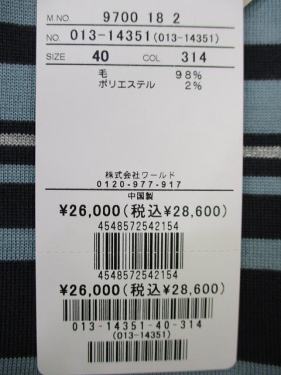 M.NO. 9700 18 2
NO. 013-14351(013-14351)
SIZE 40 COL 314
毛 98%
ポリエステル 2%
株式会社ワールド
0120-977-917
中国製
¥26,000(税込¥28,600)
4548572542154
4548572542154
¥26,000(税込¥28,600)
013-14351-40-314
(013-14351)